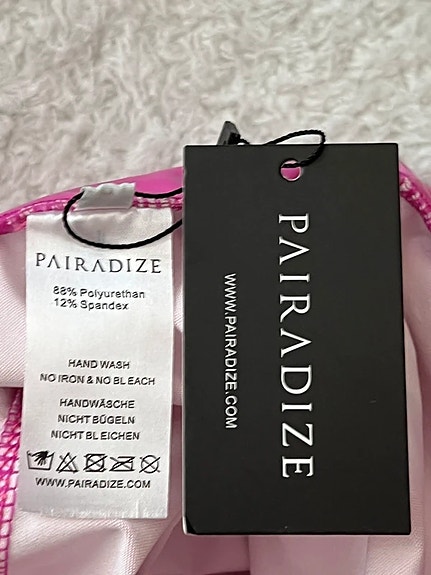 PAIRADIZE
88% Polyurethan
12% Spandex
HAND WASH
NO IRON & NO BLEACH
HANDWÄSCHE
NICHT BÜGELN
NICHT BLEICHEN
WWW.PAIRADIZE.COM
PAIRADIZE
WWW.PAIRADIZE.COM